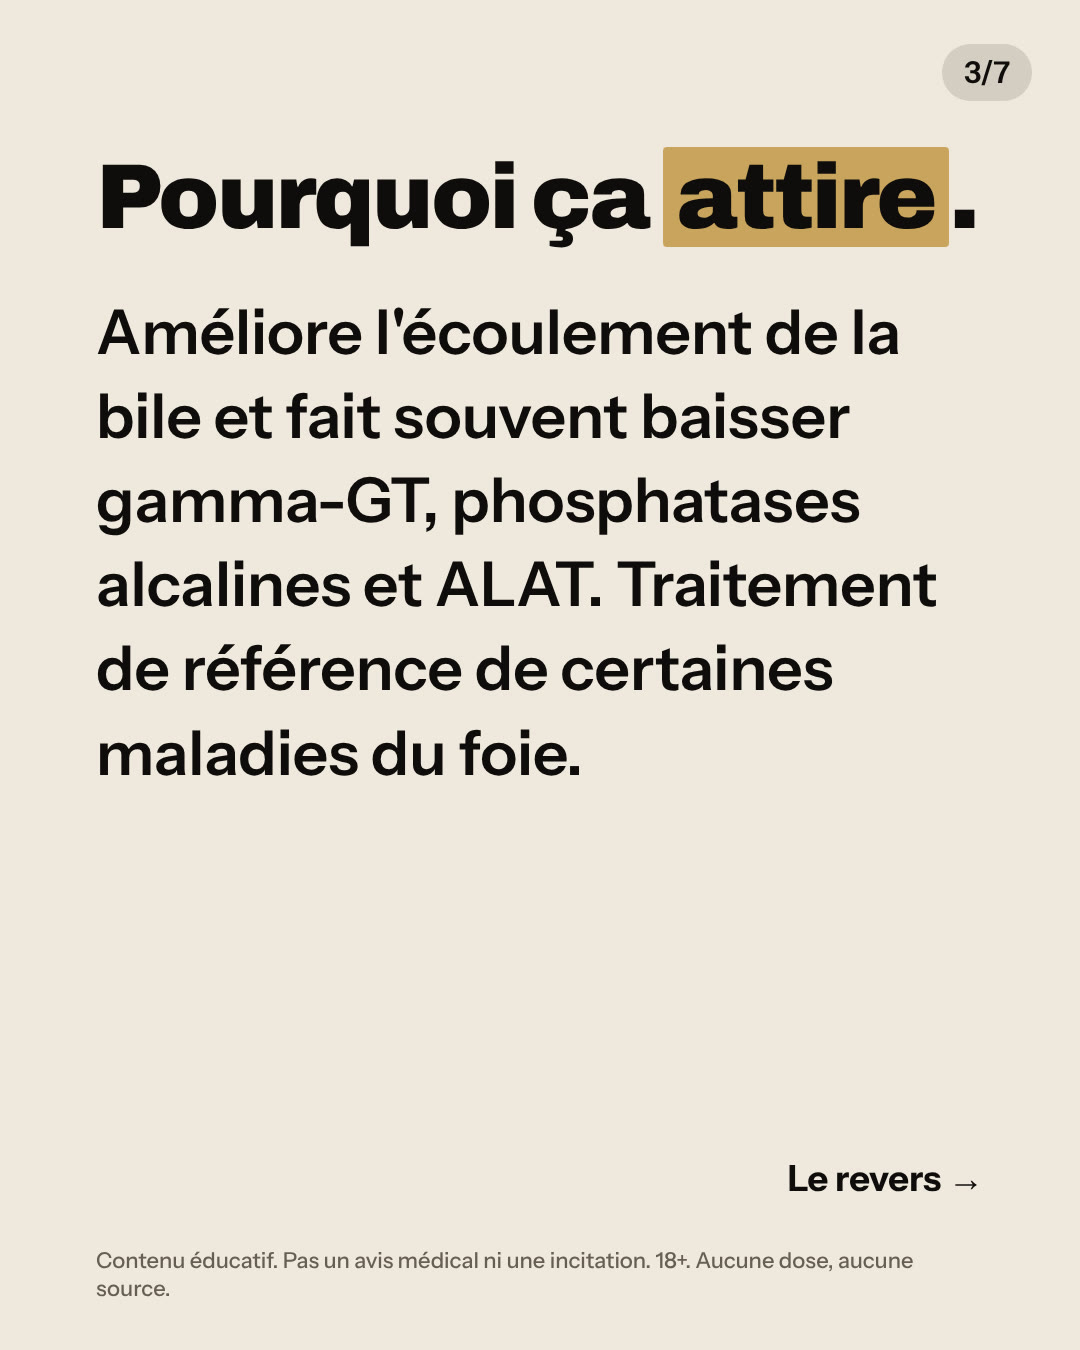 3/7
Pourquoi ça attire.
Améliore l'écoulement de la
bile et fait souvent baisser
gamma-GT, phosphatases
alcalines et ALAT. Traitement
de référence de certaines
maladies du foie.
Le revers →
Contenu éducatif. Pas un avis médical ni une incitation. 18+. Aucune dose, aucune
source.